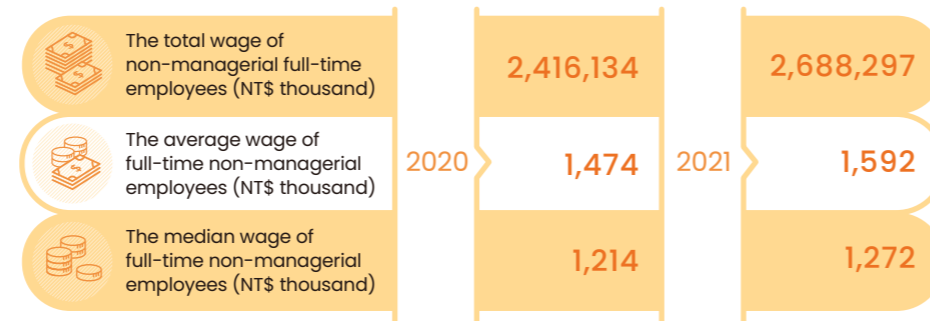 The total wage of
non-managerial full-time
employees (NT$ thousand)
2,416,134
2,688,297
The average wage of
full-time non-managerial
employees (NT$ thousand)
2020
1,474
2021
1,592
The median wage of
full-time non-managerial
employees (NT$ thousand)
1,214
1,272